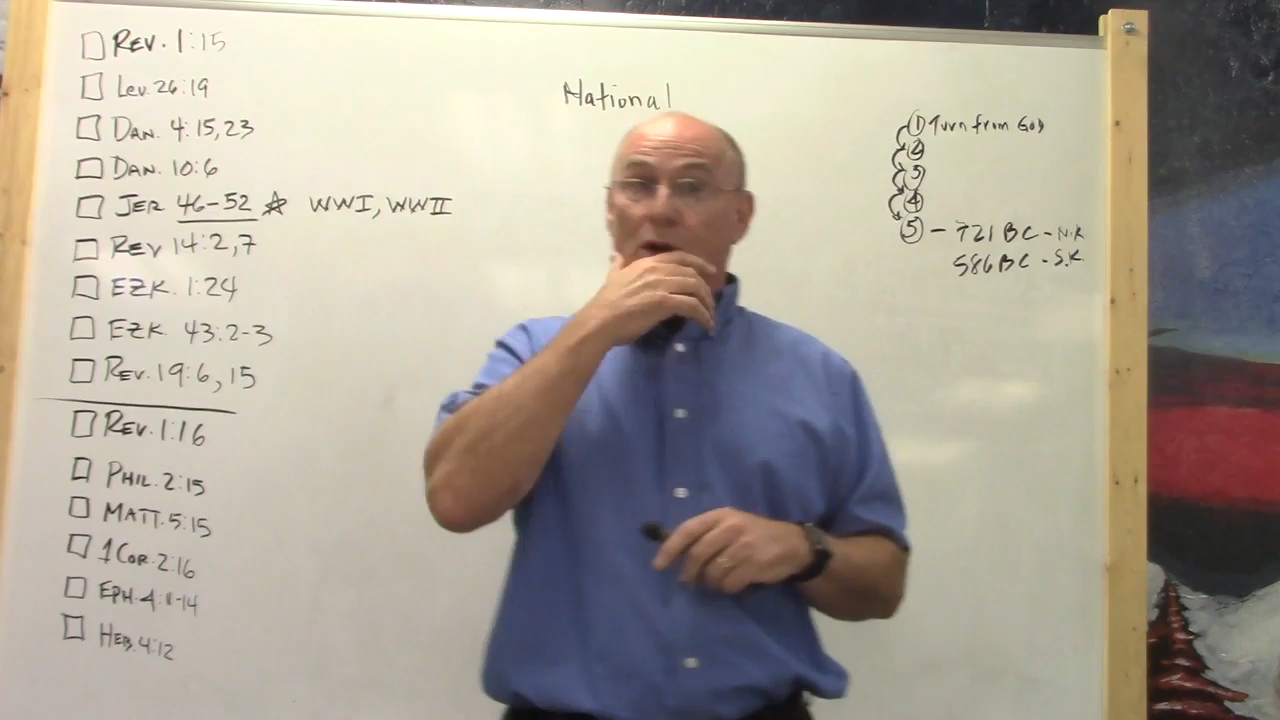 Rev. 1:15
Lev. 26:19
DAN. 4:15,23
DAN. 10:6
JER 46-52 ☆ WWI, WWII
Rev 14:2,7
EZK. 1:24
EZK 43:2-3
Rev. 19:6, 15
Rev. 1:16
PHIL. 2:15
MATT. 5:15
1 Cor. 2:16
EPH. 4:11-14
HEB. 4:12
National
1 Turn from God
2
3
4
5 - 721 BC - N.K
586 BC - S.K